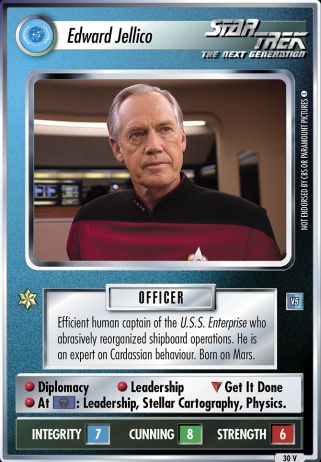 Edward Jellico
STAR TREK
THE NEXT GENERATION
NOT ENDORSED BY CBS OR PARAMOUNT PICTURES
OFFICER
VS
Efficient human captain of the U.S.S. Enterprise who
abrasively reorganized shipboard operations. He is
an expert on Cardassian behaviour. Born on Mars.
Diplomacy Leadership Get It Done
At : Leadership, Stellar Cartography, Physics.
INTEGRITY 7 CUNNING 8 STRENGTH 6
30 V